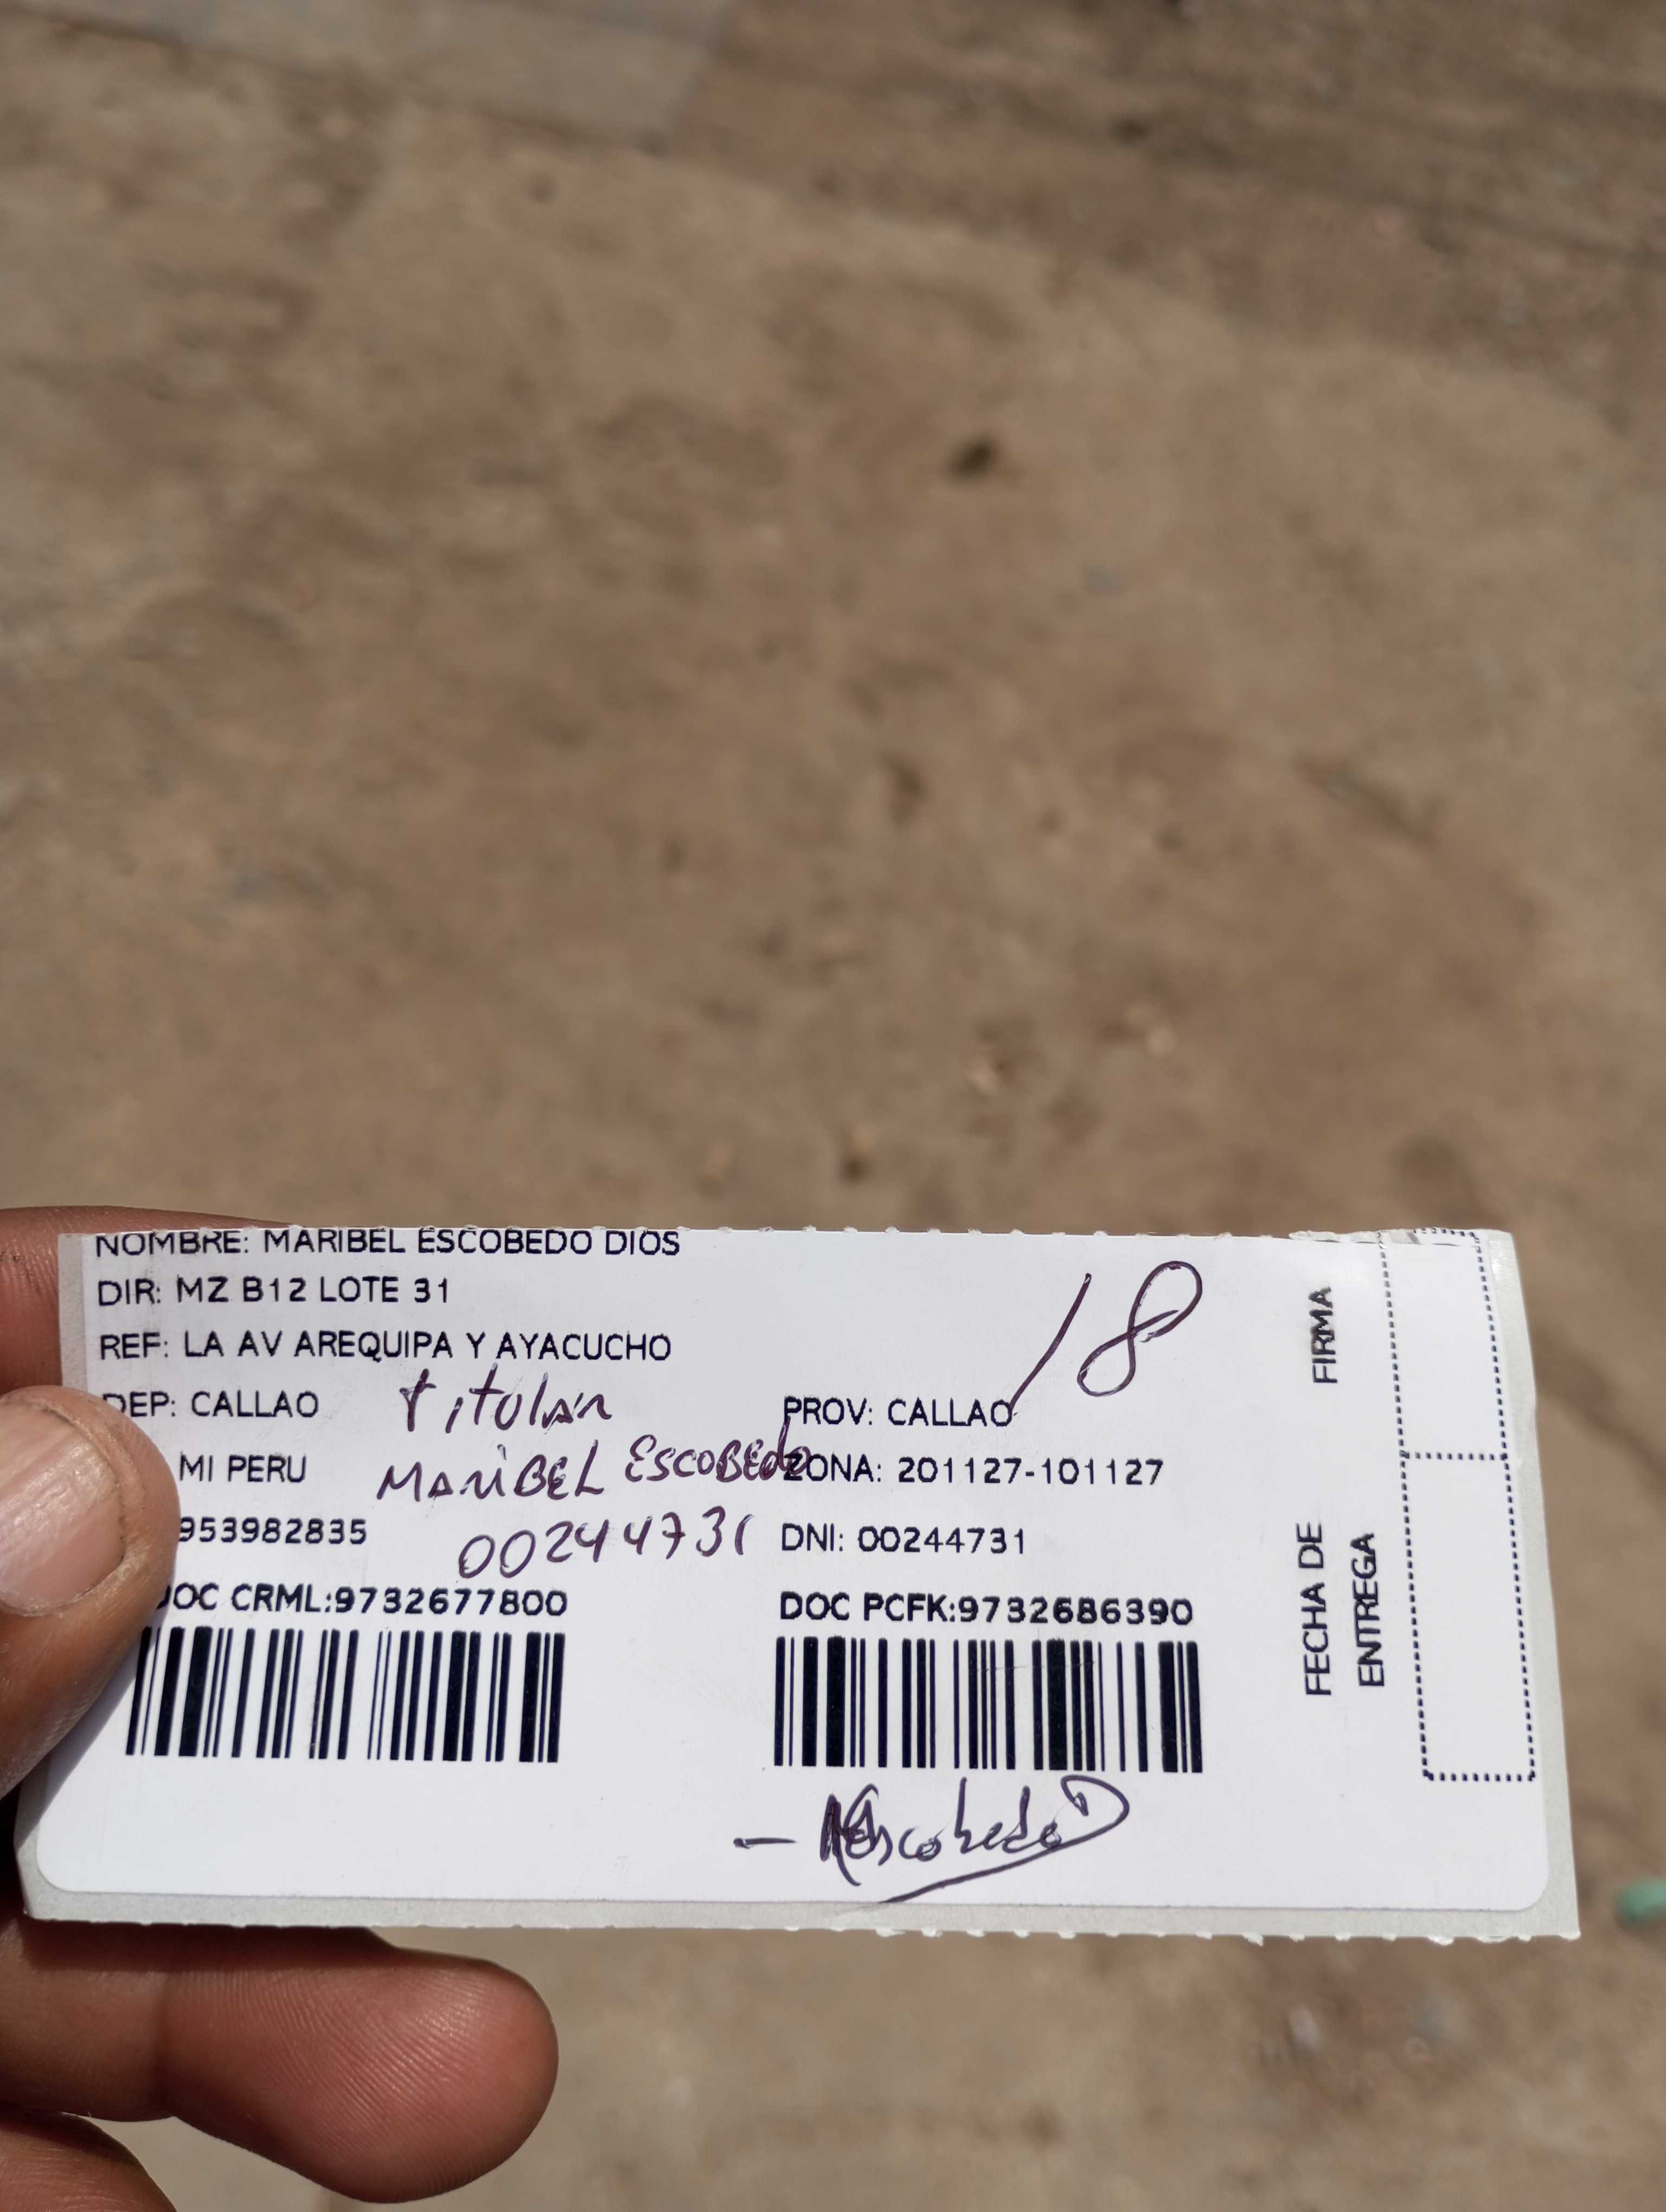 NOMBRE: MARIBEL ESCOBEDO DIOS
DIR: MZ B12 LOTE 31
REF: LA AV AREQUIPA Y AYACUCHO
18
DEP: CALLAO
PROV: CALLAO
titular
MI PERU
ZONA: 201127-101127
MARIBEL ESCOBEDO
953982835
DNI: 00244731
00244731
DOC CRML:9732677800
DOC PCFK:9732686390
FIRMA
FECHA DE
ENTREGA
MEscobedoD